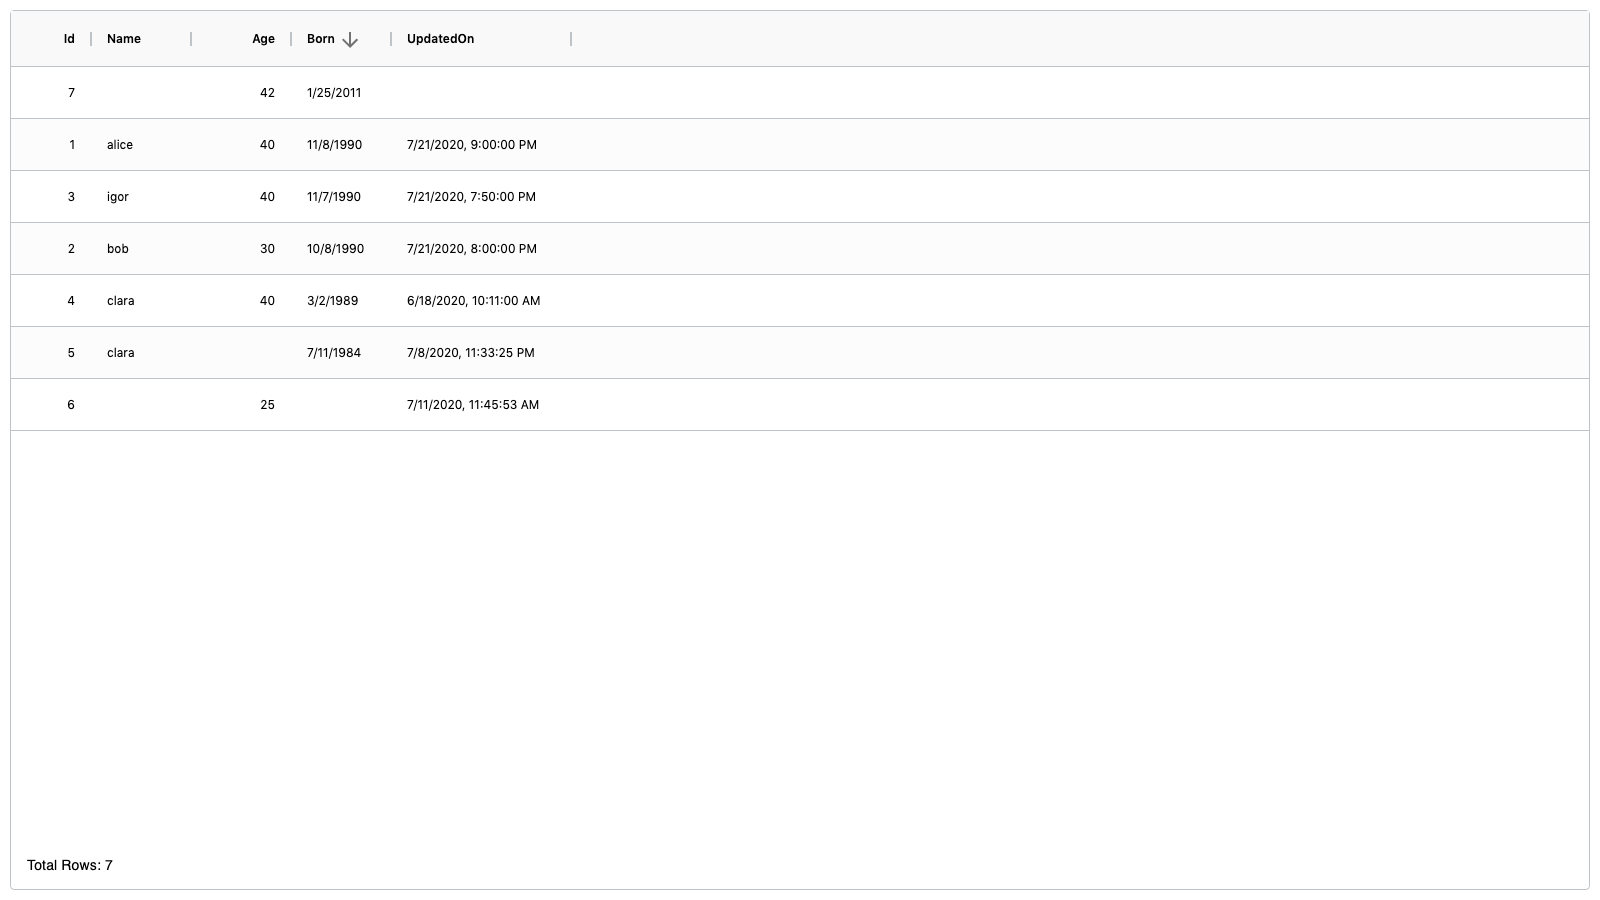 Id Name Age Born UpdatedOn
7 42 1/25/2011
1 alice 40 11/8/1990 7/21/2020, 9:00:00 PM
3 igor 40 11/7/1990 7/21/2020, 7:50:00 PM
2 bob 30 10/8/1990 7/21/2020, 8:00:00 PM
4 clara 40 3/2/1989 6/18/2020, 10:11:00 AM
5 clara 7/11/1984 7/8/2020, 11:33:25 PM
6 25 7/11/2020, 11:45:53 AM
Total Rows: 7